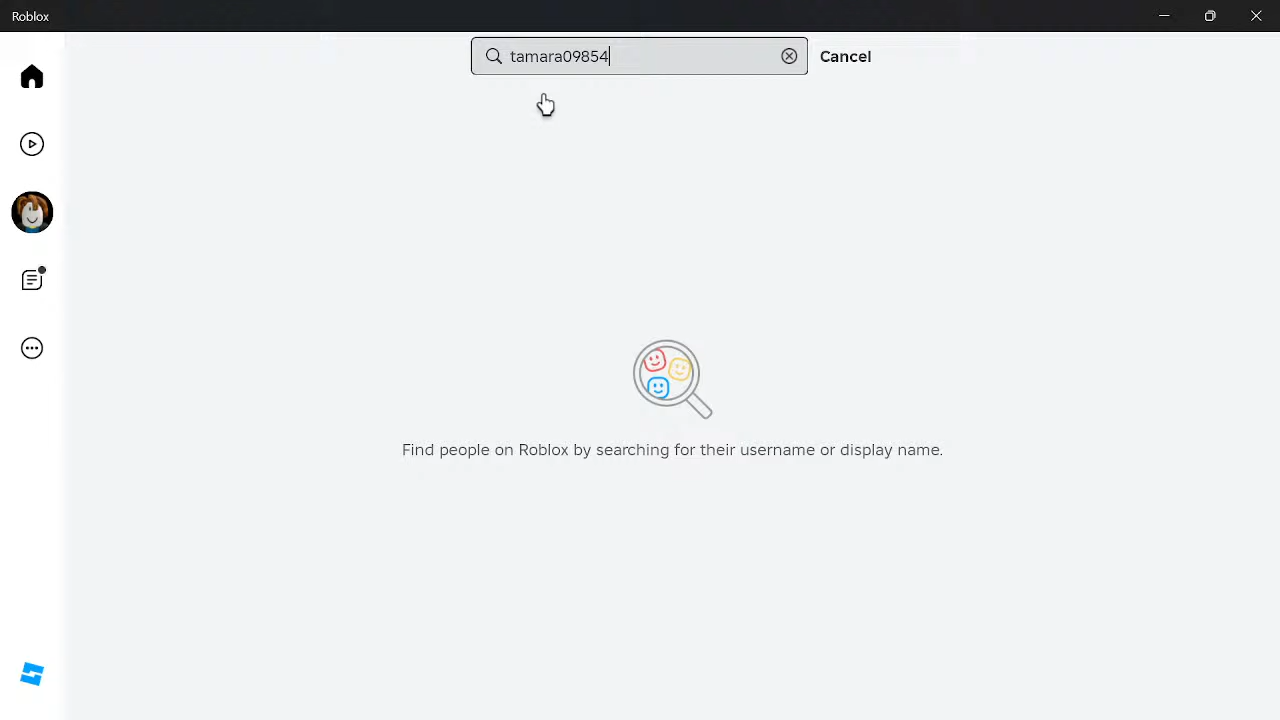 Roblox
tamara09854
Cancel
Find people on Roblox by searching for their username or display name.